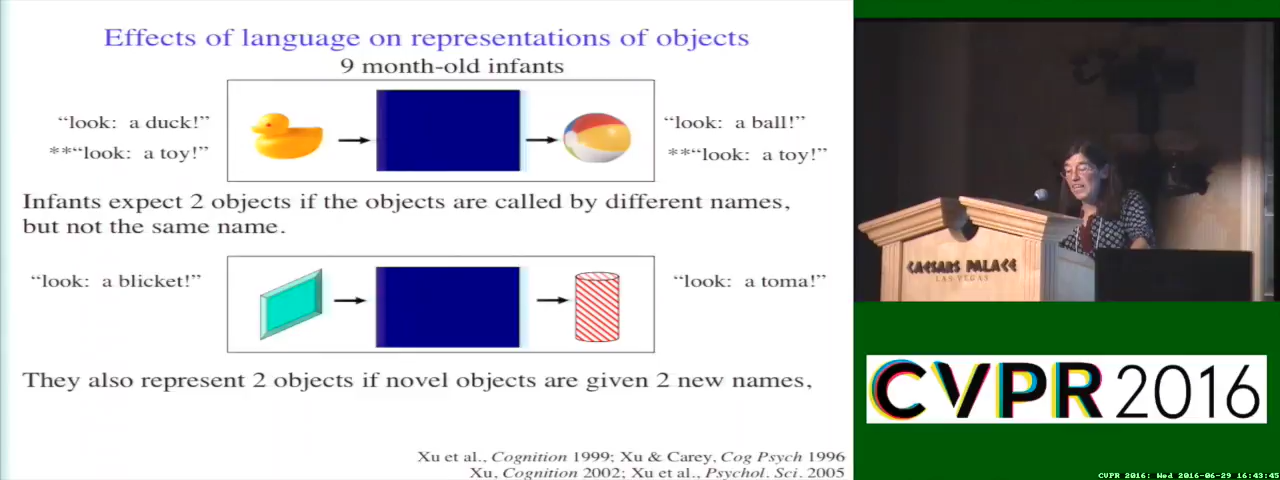 Effects of language on representations of objects
9 month-old infants
“look: a duck!”
**“look: a toy!”
“look: a ball!”
**“look: a toy!”
Infants expect 2 objects if the objects are called by different names,
but not the same name.
“look: a blicket!”
“look: a toma!”
They also represent 2 objects if novel objects are given 2 new names,
Xu et al., Cognition 1999; Xu & Carey, Cog Psych 1996
Xu, Cognition 2002; Xu et al., Psychol. Sci. 2005
CAESARS PALACE
LAS VEGAS
CVPR 2016
CVPR 2016: Wed 2016-06-29 16:43:45